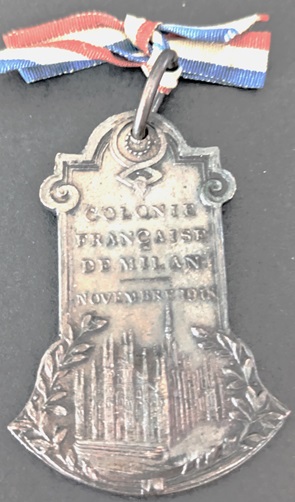 COLONIE
FRANÇAISE
DE MILAN
NOVEMBRE 1918